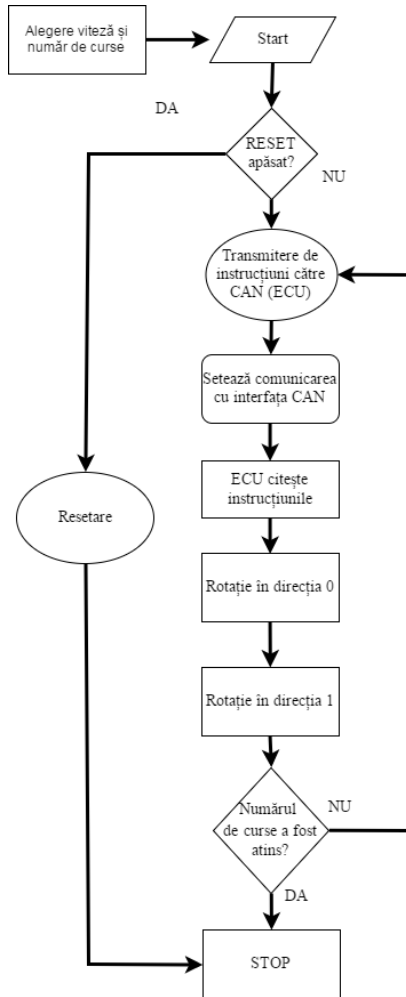 Alegere viteză și
număr de curse
Start
DA
RESET
apăsat?
NU
Transmitere de
instrucțiuni către
CAN (ECU)
Setează comunicarea
cu interfața CAN
ECU citește
instrucțiunile
Resetare
Rotație în direcția 0
Rotație în direcția 1
Numărul
de curse a fost
atins?
NU
DA
STOP